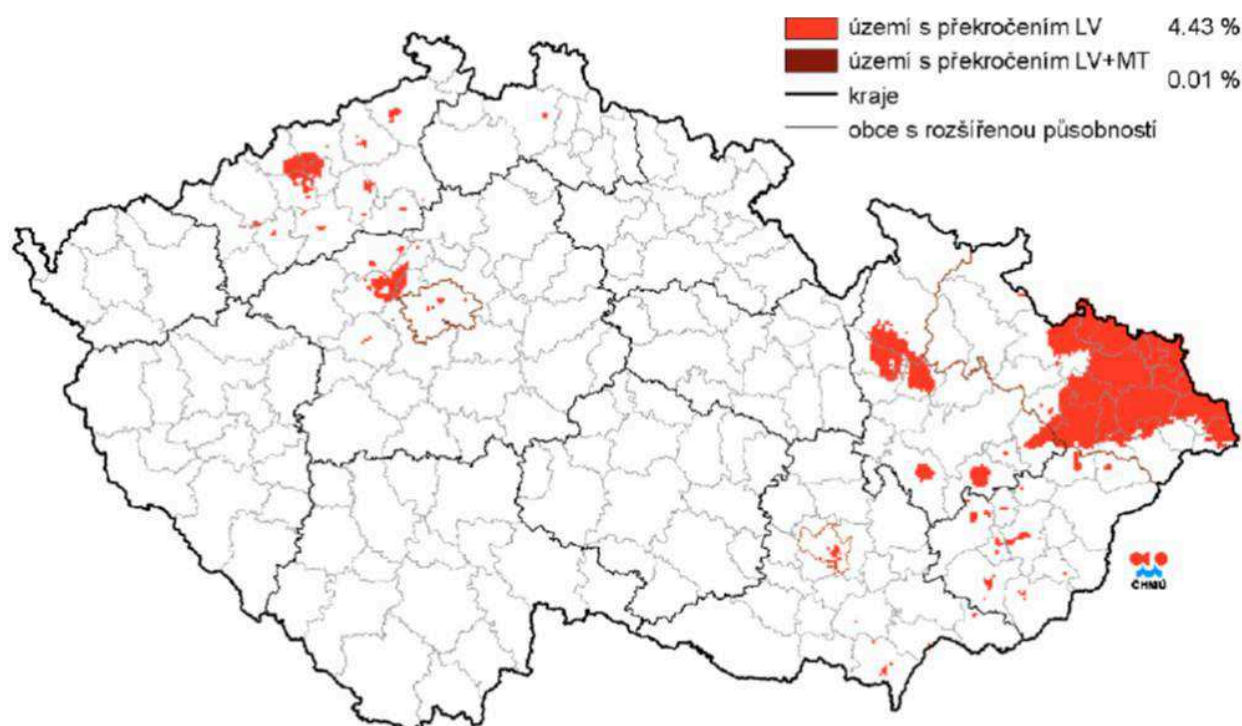 území s překročením LV 4.43 %
území s překročením LV+MT 0.01 %
kraje
obce s rozšířenou působností
ČHMÚ